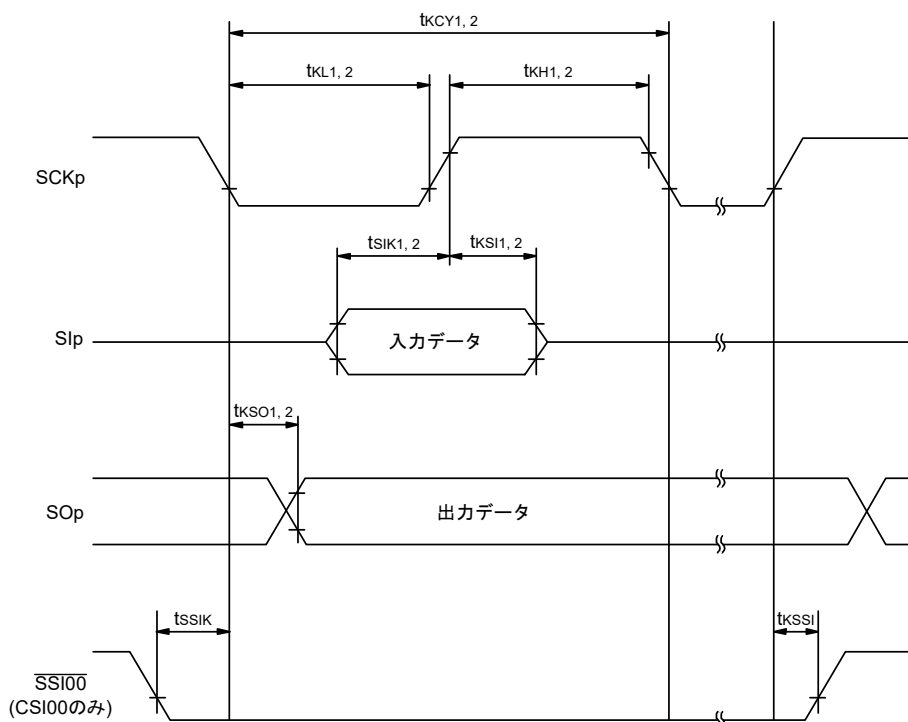 tKCY1, 2
tKL1, 2
tKH1, 2
SCKp
tSIK1, 2
tKSI1, 2
SIp
入力データ
tKSO1, 2
SOp
出力データ
tSSIK
tKSSI
SSI00
(CSI00のみ)